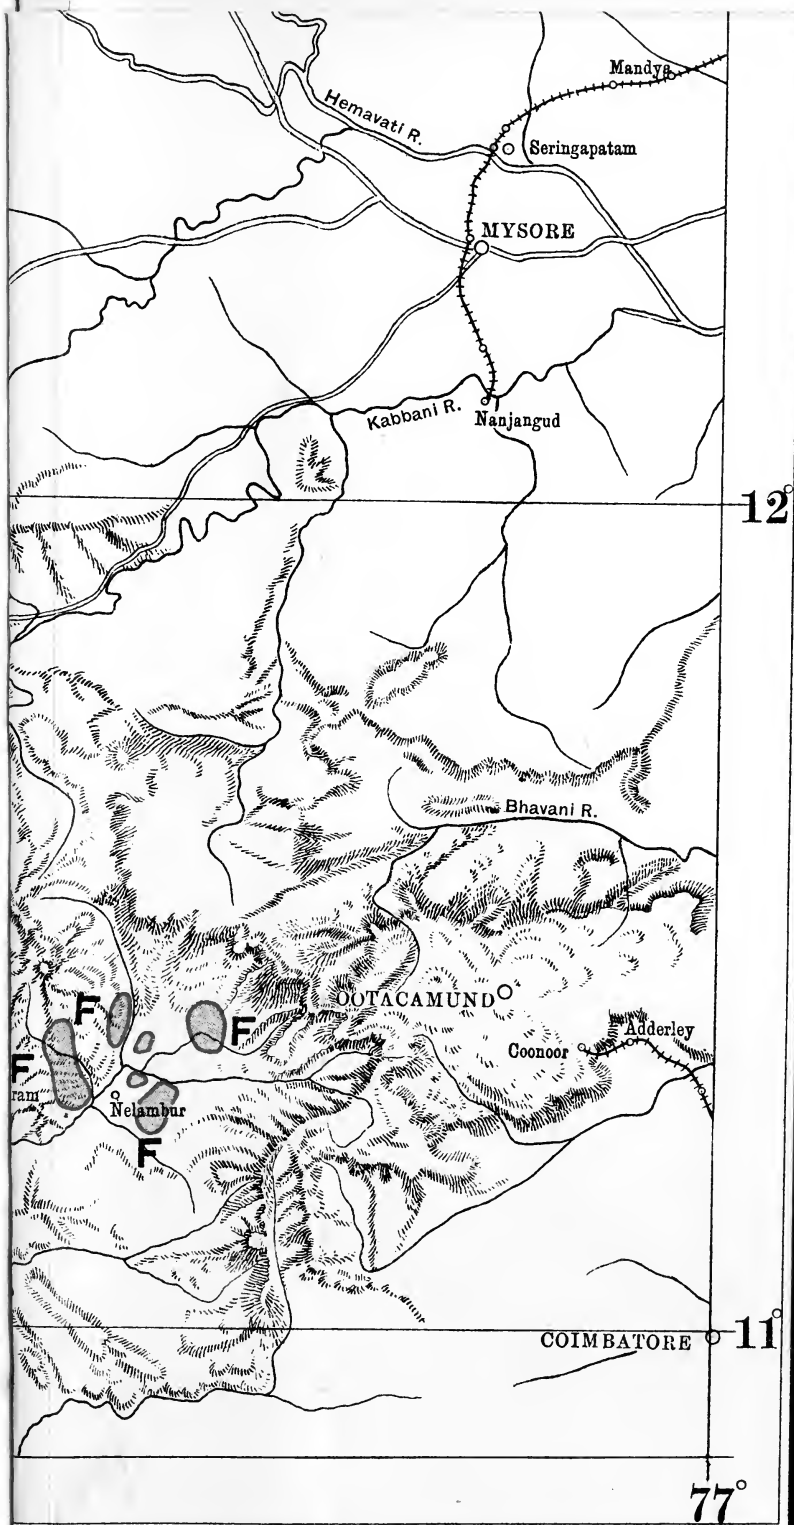 Mandya
Hemavati R.
Seringapatam
MYSORE
Kabbani R.
Nanjangud
12°
Bhavani R.
OOTACAMUND
F
F
Adderley
Coonoor
F
ram
Nelambur
F
COIMBATORE
11°
77°